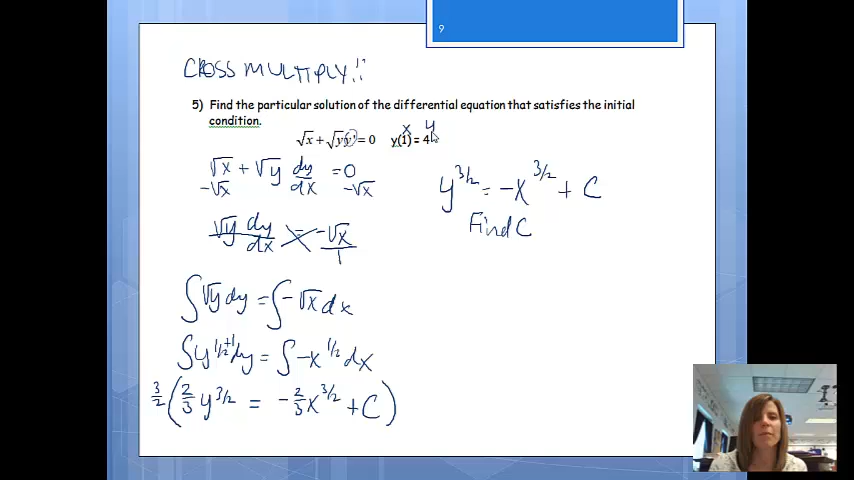 9
CROSS MULTIPLY!!
5) Find the particular solution of the differential equation that satisfies the initial
condition.
x y
√x + √y y' = 0 y(1) = 4
√x + √y dy/dx = 0
-√x -√x
√y dy/dx = -√x/1
∫√y dy = ∫-√x dx
∫y^(1/2+1) dy = ∫-x^(1/2) dx
3/2 (2/3 y^(3/2) = -2/3 x^(3/2) + C)
y^(3/2) = -x^(3/2) + C
Find C